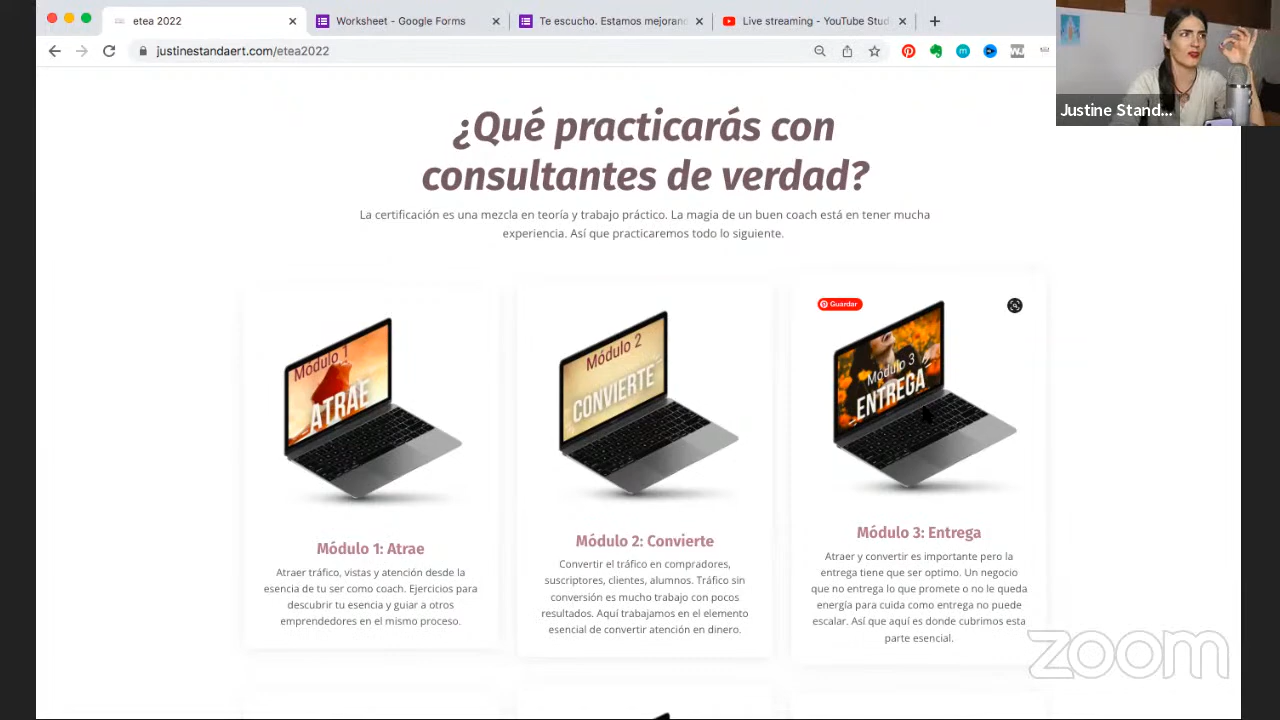 etea 2022
Worksheet - Google Forms
Te escucho. Estamos mejorand
Live streaming - YouTube Stud
justinestandaert.com/etea2022
Justine Stand...
¿Qué practicarás con
consultantes de verdad?
La certificación es una mezcla en teoría y trabajo práctico. La magia de un buen coach está en tener mucha
experiencia. Así que practicaremos todo lo siguiente.
Módulo 1
ATRAE
Módulo 2
CONVIERTE
Guardar
Módulo 3
ENTREGA
Módulo 1: Atrae
Atraer tráfico, vistas y atención desde la
esencia de tu ser como coach. Ejercicios para
descubrir tu esencia y guiar a otros
emprendedores en el mismo proceso.
Módulo 2: Convierte
Convertir el tráfico en compradores,
suscriptores, clientes, alumnos. Tráfico sin
conversión es mucho trabajo con pocos
resultados. Aquí trabajamos en el elemento
esencial de convertir atención en dinero.
Módulo 3: Entrega
Atraer y convertir es importante pero la
entrega tiene que ser optimo. Un negocio
que no entrega lo que promete o no le queda
energía para cuida como entrega no puede
escalar. Así que aquí es donde cubrimos esta
parte esencial.
zoom